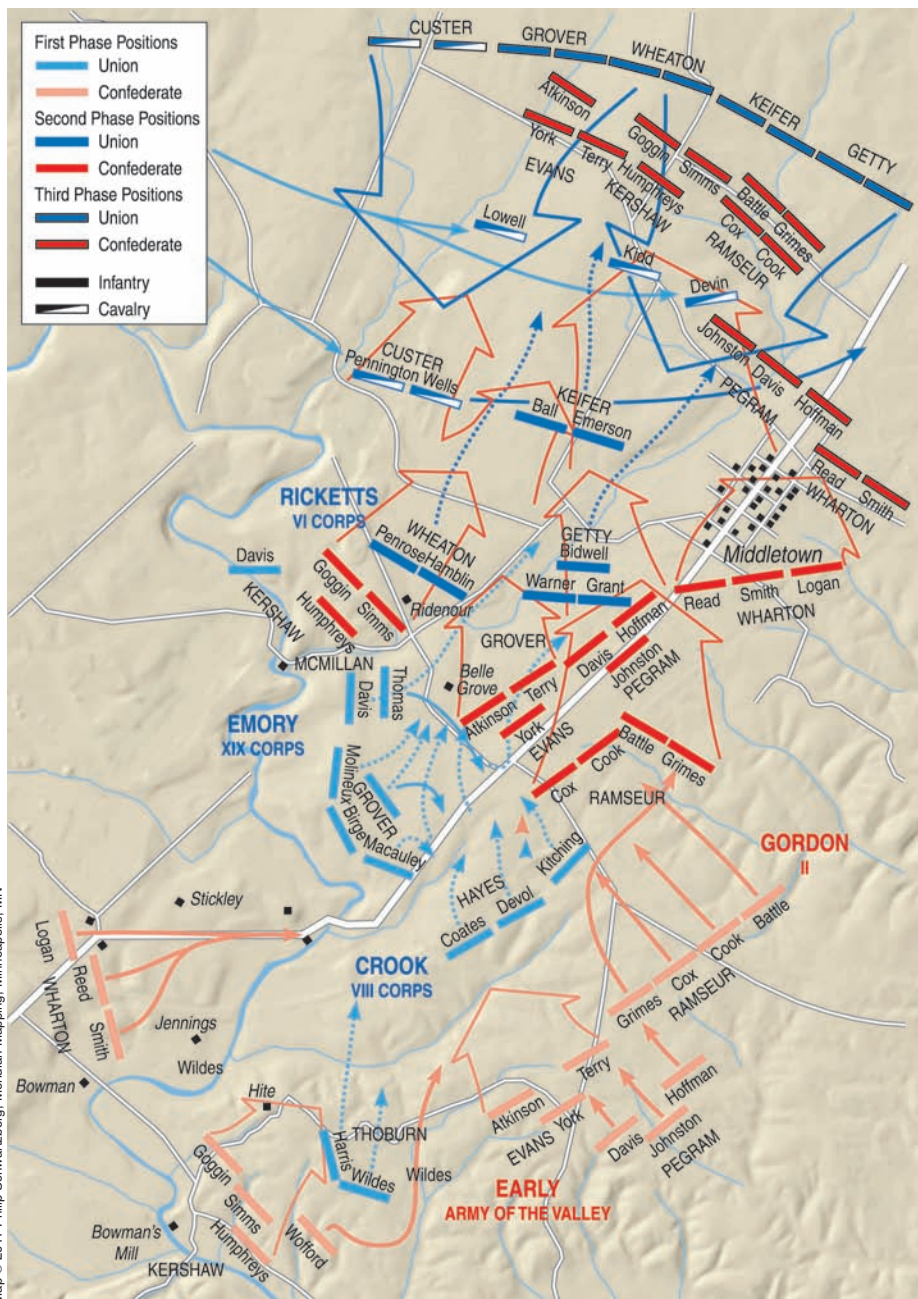 First Phase Positions
Union
Confederate
Second Phase Positions
Union
Confederate
Third Phase Positions
Union
Confederate
Infantry
Cavalry
CUSTER
GROVER
WHEATON
KEIFER
GETTY
Atkinson
York
Terry
Humphreys
EVANS
KERSHAW
Goggin
Simms
Battle
Grimes
Cox
Cook
RAMSEUR
Lowell
Kidd
Devin
Johnston
Davis
Hoffman
PEGRAM
Read
Smith
WHARTON
CUSTER
Pennington
Wells
KEIFER
Ball
Emerson
RICKETTS
VI CORPS
WHEATON
Penrose
Hamblin
GETTY
Bidwell
Warner
Grant
Middletown
Davis
KERSHAW
Goggin
Simms
Humphreys
Ridenour
Read
Smith
Logan
WHARTON
GROVER
Hoffman
Davis
Johnston
PEGRAM
MCMILLAN
Davis
Thomas
Belle
Grove
Atkinson
Terry
York
EVANS
EMORY
XIX CORPS
Molineux
GROVER
Birge
Macauley
Cox
Cook
Battle
Grimes
RAMSEUR
HAYES
Coates
Devol
Kitching
GORDON
II
Stickley
Logan
Reed
Smith
WHARTON
CROOK
VIII CORPS
Battle
Cook
Cox
Grimes
RAMSEUR
Jennings
Wildes
Bowman
Hite
Terry
Hoffman
Atkinson
EVANS
York
Davis
Johnston
PEGRAM
THOBURN
Harris
Wildes
Wildes
EARLY
ARMY OF THE VALLEY
Goggin
Simms
Humphreys
Wofford
Bowman's
Mill
KERSHAW
Philip Schwartzberg, Meridian Mapping, Minneapolis, MN